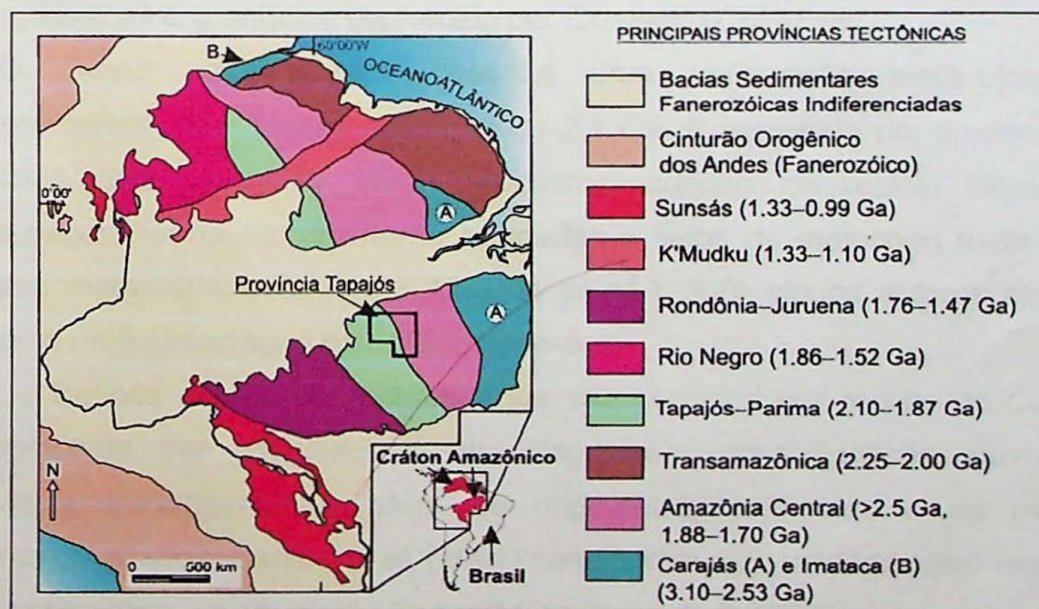 B
60°00'W
OCEANOATLÂNTICO
0°00'
A
Província Tapajós
A
N
0 500 km
Cráton Amazônico
Brasil
PRINCIPAIS PROVÍNCIAS TECTÔNICAS
Bacias Sedimentares
Fanerozóicas Indiferenciadas
Cinturão Orogênico
dos Andes (Fanerozóico)
Sunsás (1.33–0.99 Ga)
K'Mudku (1.33–1.10 Ga)
Rondônia–Juruena (1.76–1.47 Ga)
Rio Negro (1.86–1.52 Ga)
Tapajós–Parima (2.10–1.87 Ga)
Transamazônica (2.25–2.00 Ga)
Amazônia Central (>2.5 Ga,
1.88–1.70 Ga)
Carajás (A) e Imataca (B)
(3.10–2.53 Ga)